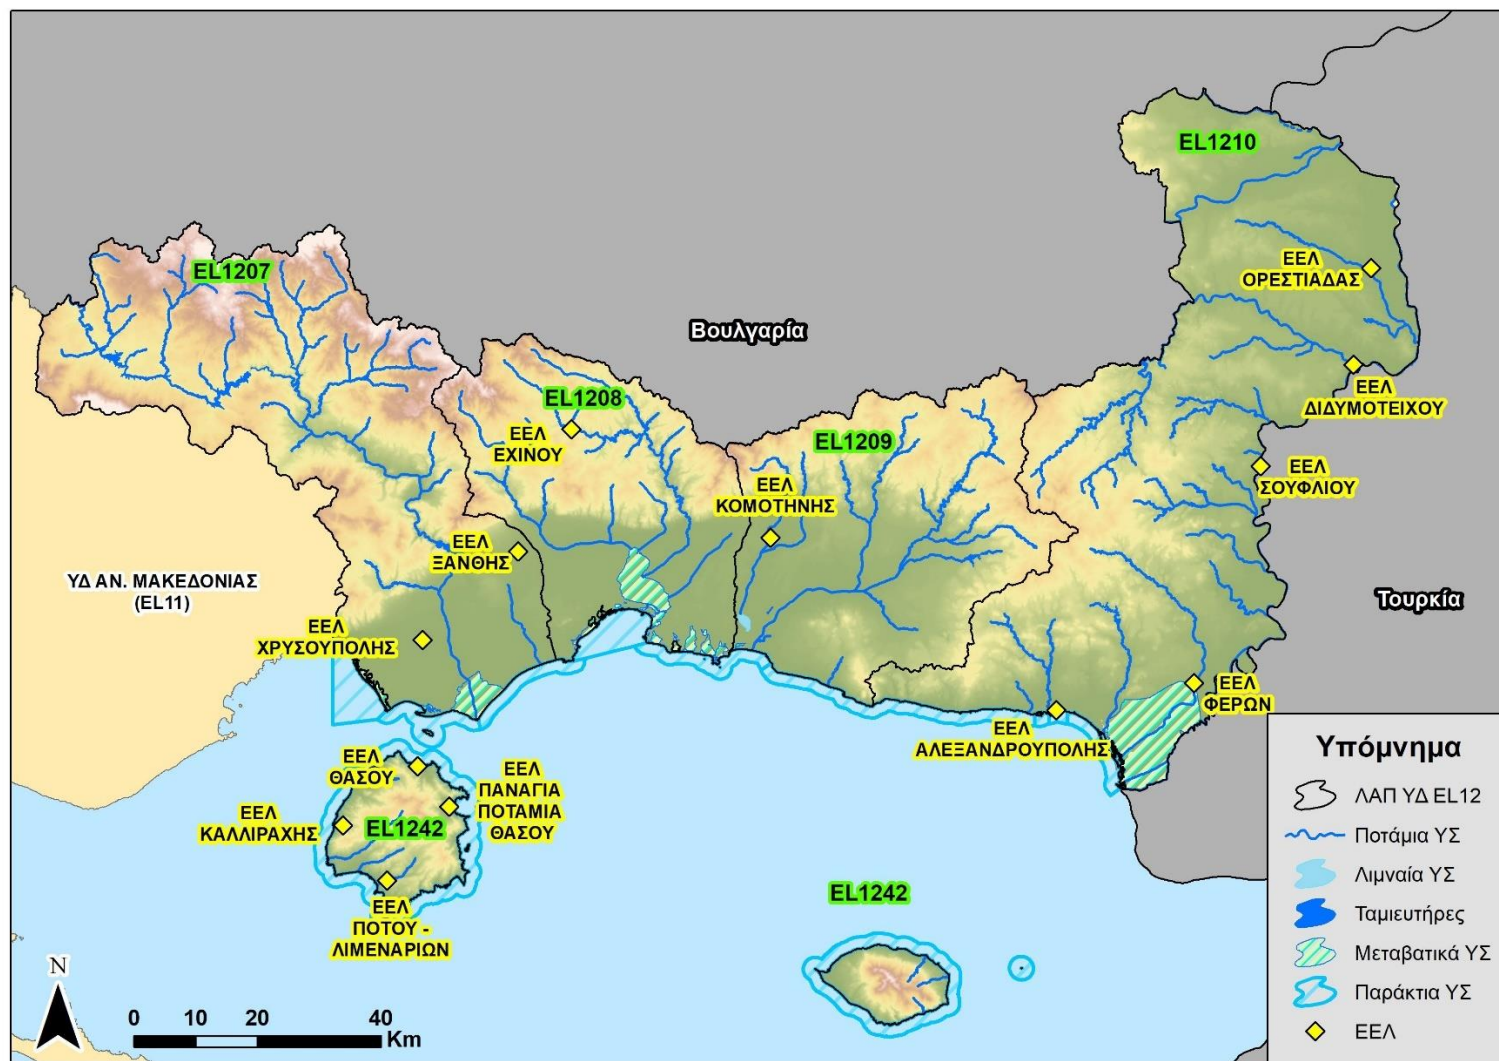 EL1210
ΕΕΛ
ΟΡΕΣΤΙΑΔΑΣ
EL1207
Βουλγαρία
ΕΕΛ
ΔΙΔΥΜΟΤΕΙΧΟΥ
EL1208
ΕΕΛ
ΕΧΙΝΟΥ
EL1209
ΕΕΛ
ΣΟΥΦΛΙΟΥ
ΕΕΛ
ΚΟΜΟΤΗΝΗΣ
ΕΕΛ
ΞΑΝΘΗΣ
ΥΔ ΑΝ. ΜΑΚΕΔΟΝΙΑΣ
(EL11)
Τουρκία
ΕΕΛ
ΧΡΥΣΟΥΠΟΛΗΣ
ΕΕΛ
ΦΕΡΩΝ
ΕΕΛ
ΑΛΕΞΑΝΔΡΟΥΠΟΛΗΣ
ΕΕΛ
ΘΑΣΟΥ
ΕΕΛ
ΠΑΝΑΓΙΑ
ΠΟΤΑΜΙΑ
ΘΑΣΟΥ
ΕΕΛ
ΚΑΛΛΙΡΑΧΗΣ
EL1242
ΕΕΛ
ΠΟΤΟΥ -
ΛΙΜΕΝΑΡΙΩΝ
EL1242
N
0 10 20 40
Km
Υπόμνημα
ΛΑΠ ΥΔ EL12
Ποτάμια ΥΣ
Λιμναία ΥΣ
Ταμιευτήρες
Μεταβατικά ΥΣ
Παράκτια ΥΣ
ΕΕΛ